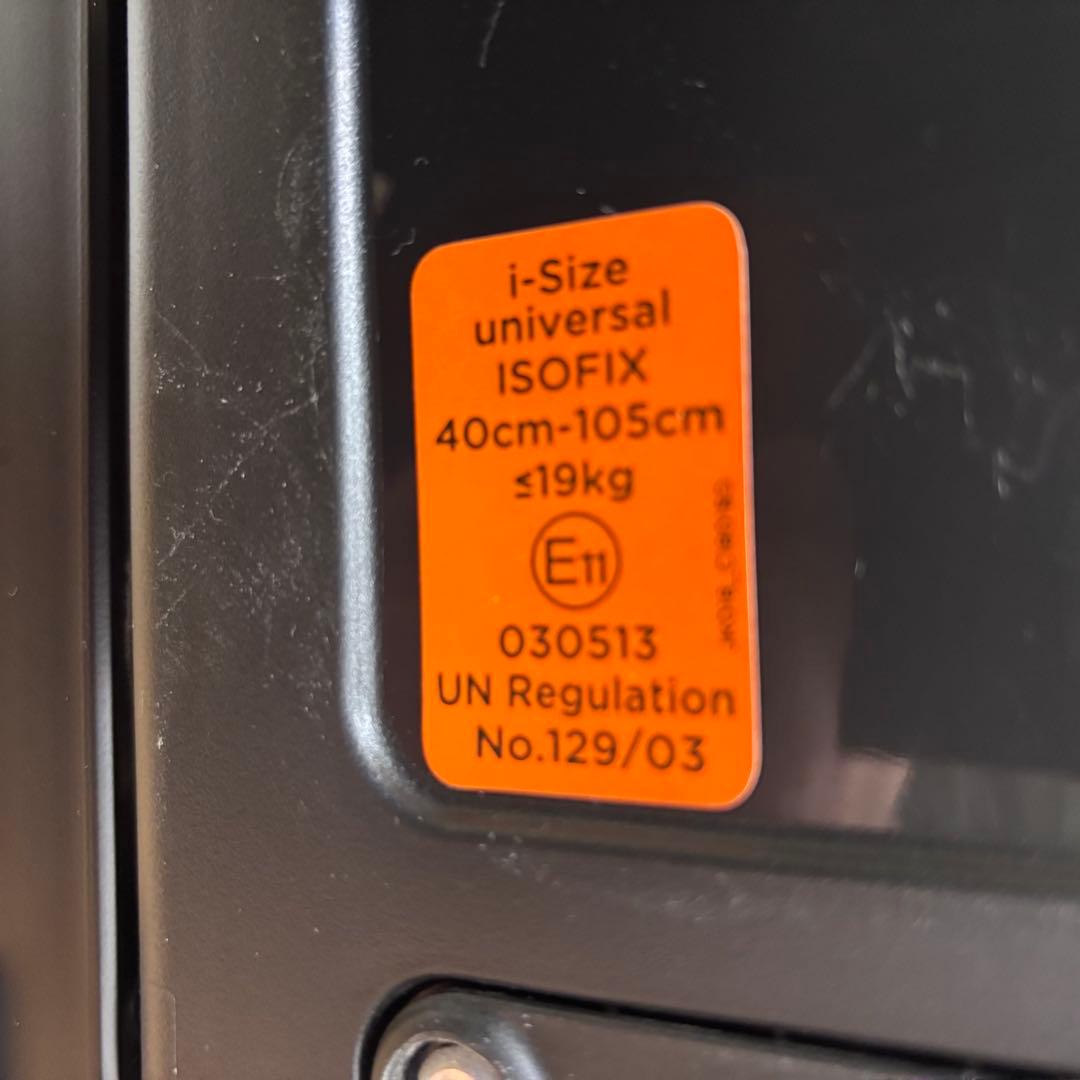 i-Size
universal
ISOFIX
40cm-105cm
≤19kg
E11
030513
UN Regulation
No.129/03